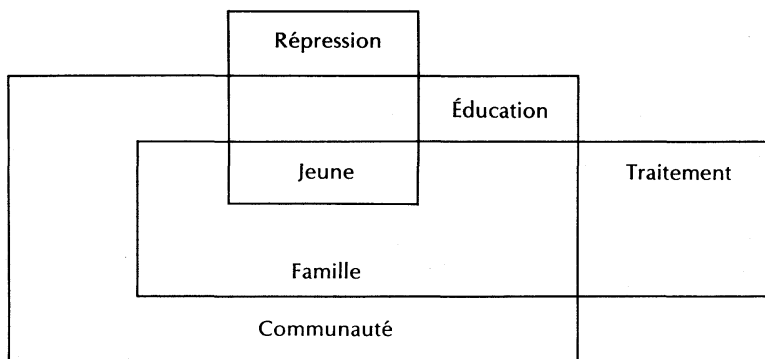 Répression
Éducation
Jeune
Traitement
Famille
Communauté